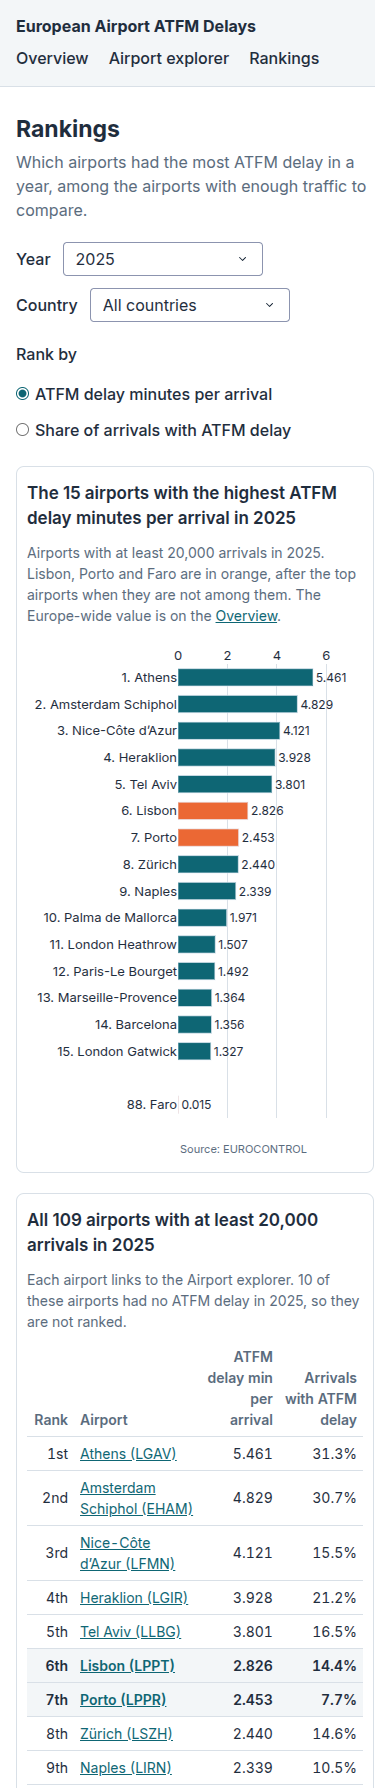 European Airport ATFM Delays
Overview Airport explorer Rankings
Rankings
Which airports had the most ATFM delay in a
year, among the airports with enough traffic to
compare.
Year 2025
Country All countries
Rank by
ATFM delay minutes per arrival
Share of arrivals with ATFM delay
The 15 airports with the highest ATFM
delay minutes per arrival in 2025
Airports with at least 20,000 arrivals in 2025.
Lisbon, Porto and Faro are in orange, after the top
airports when they are not among them. The
Europe-wide value is on the Overview.
0 2 4 6
1. Athens 5.461
2. Amsterdam Schiphol 4.829
3. Nice-Côte d'Azur 4.121
4. Heraklion 3.928
5. Tel Aviv 3.801
6. Lisbon 2.826
7. Porto 2.453
8. Zürich 2.440
9. Naples 2.339
10. Palma de Mallorca 1.971
11. London Heathrow 1.507
12. Paris-Le Bourget 1.492
13. Marseille-Provence 1.364
14. Barcelona 1.356
15. London Gatwick 1.327
88. Faro 0.015
Source: EUROCONTROL
All 109 airports with at least 20,000
arrivals in 2025
Each airport links to the Airport explorer. 10 of
these airports had no ATFM delay in 2025, so they
are not ranked.
ATFM
delay min Arrivals
per with ATFM
Rank Airport arrival delay
1st Athens (LGAV) 5.461 31.3%
Amsterdam
2nd Schiphol (EHAM) 4.829 30.7%
Nice-Côte
3rd d'Azur (LFMN) 4.121 15.5%
4th Heraklion (LGIR) 3.928 21.2%
5th Tel Aviv (LLBG) 3.801 16.5%
6th Lisbon (LPPT) 2.826 14.4%
7th Porto (LPPR) 2.453 7.7%
8th Zürich (LSZH) 2.440 14.6%
9th Naples (LIRN) 2.339 10.5%